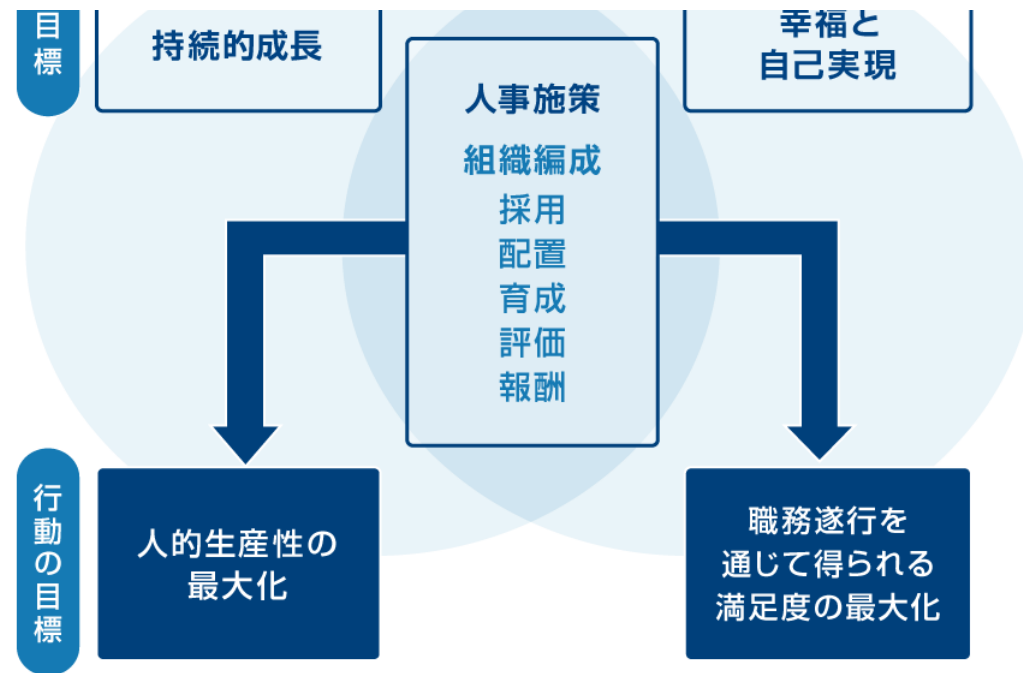 目標
持続的成長
幸福と
自己実現
人事施策
組織編成
採用
配置
育成
評価
報酬
行動の目標
人的生産性の
最大化
職務遂行を
通じて得られる
満足度の最大化